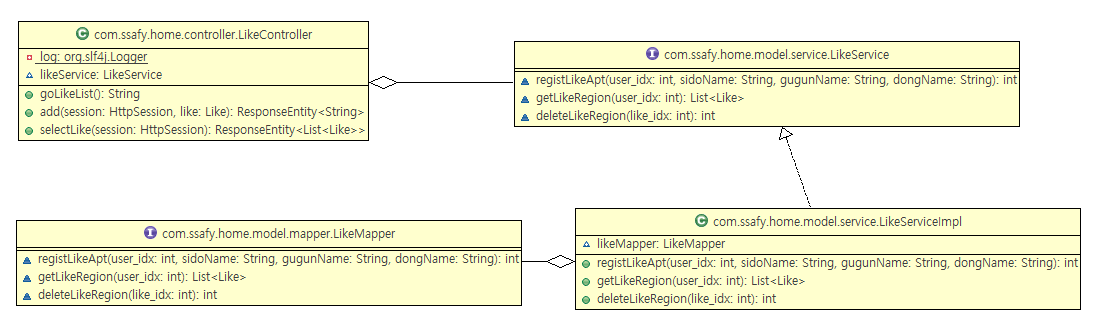 com.ssafy.home.controller.LikeController
log: org.slf4j.Logger
likeService: LikeService
goLikeList(): String
add(session: HttpSession, like: Like): ResponseEntity<String>
selectLike(session: HttpSession): ResponseEntity<List<Like>>
com.ssafy.home.model.service.LikeService
registLikeApt(user_idx: int, sidoName: String, gugunName: String, dongName: String): int
getLikeRegion(user_idx: int): List<Like>
deleteLikeRegion(like_idx: int): int
com.ssafy.home.model.mapper.LikeMapper
registLikeApt(user_idx: int, sidoName: String, gugunName: String, dongName: String): int
getLikeRegion(user_idx: int): List<Like>
deleteLikeRegion(like_idx: int): int
com.ssafy.home.model.service.LikeServiceImpl
likeMapper: LikeMapper
registLikeApt(user_idx: int, sidoName: String, gugunName: String, dongName: String): int
getLikeRegion(user_idx: int): List<Like>
deleteLikeRegion(like_idx: int): int